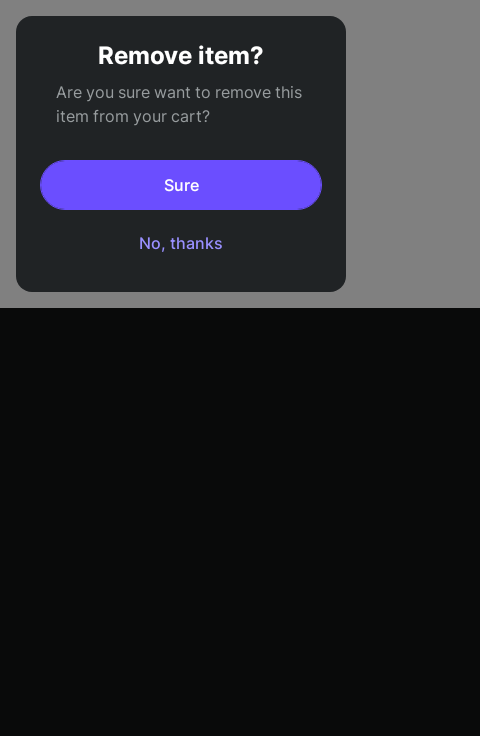 Remove item?
Are you sure want to remove this
item from your cart?
Sure
No, thanks